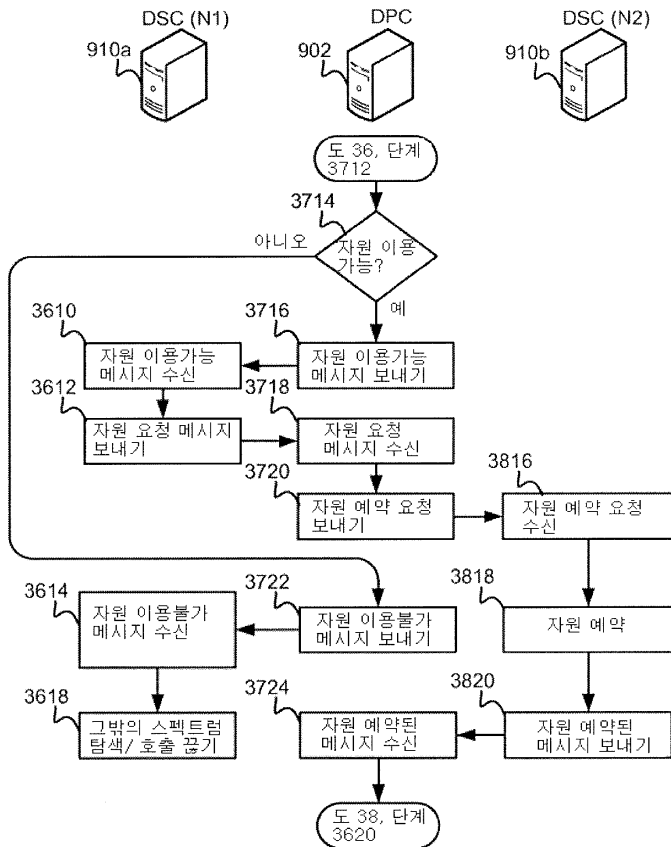 DSC (N1)
DPC
DSC (N2)
910a
902
910b
도 36, 단계
3712
3714
자원 이용
가능?
아니오
예
3610
자원 이용가능
메시지 수신
3716
자원 이용가능
메시지 보내기
3612
자원 요청 메시지
보내기
3718
자원 요청
메시지 수신
3720
자원 예약 요청
보내기
3816
자원 예약 요청
수신
3614
자원 이용불가
메시지 수신
3722
자원 이용불가
메시지 보내기
3818
자원 예약
3618
그밖의 스펙트럼
탐색/ 호출 끊기
3724
자원 예약된
메시지 수신
3820
자원 예약된
메시지 보내기
도 38, 단계
3620